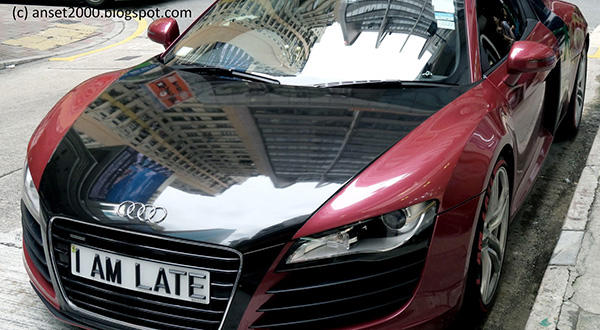 (c) anset2000.blogspot.com
I AM LATE